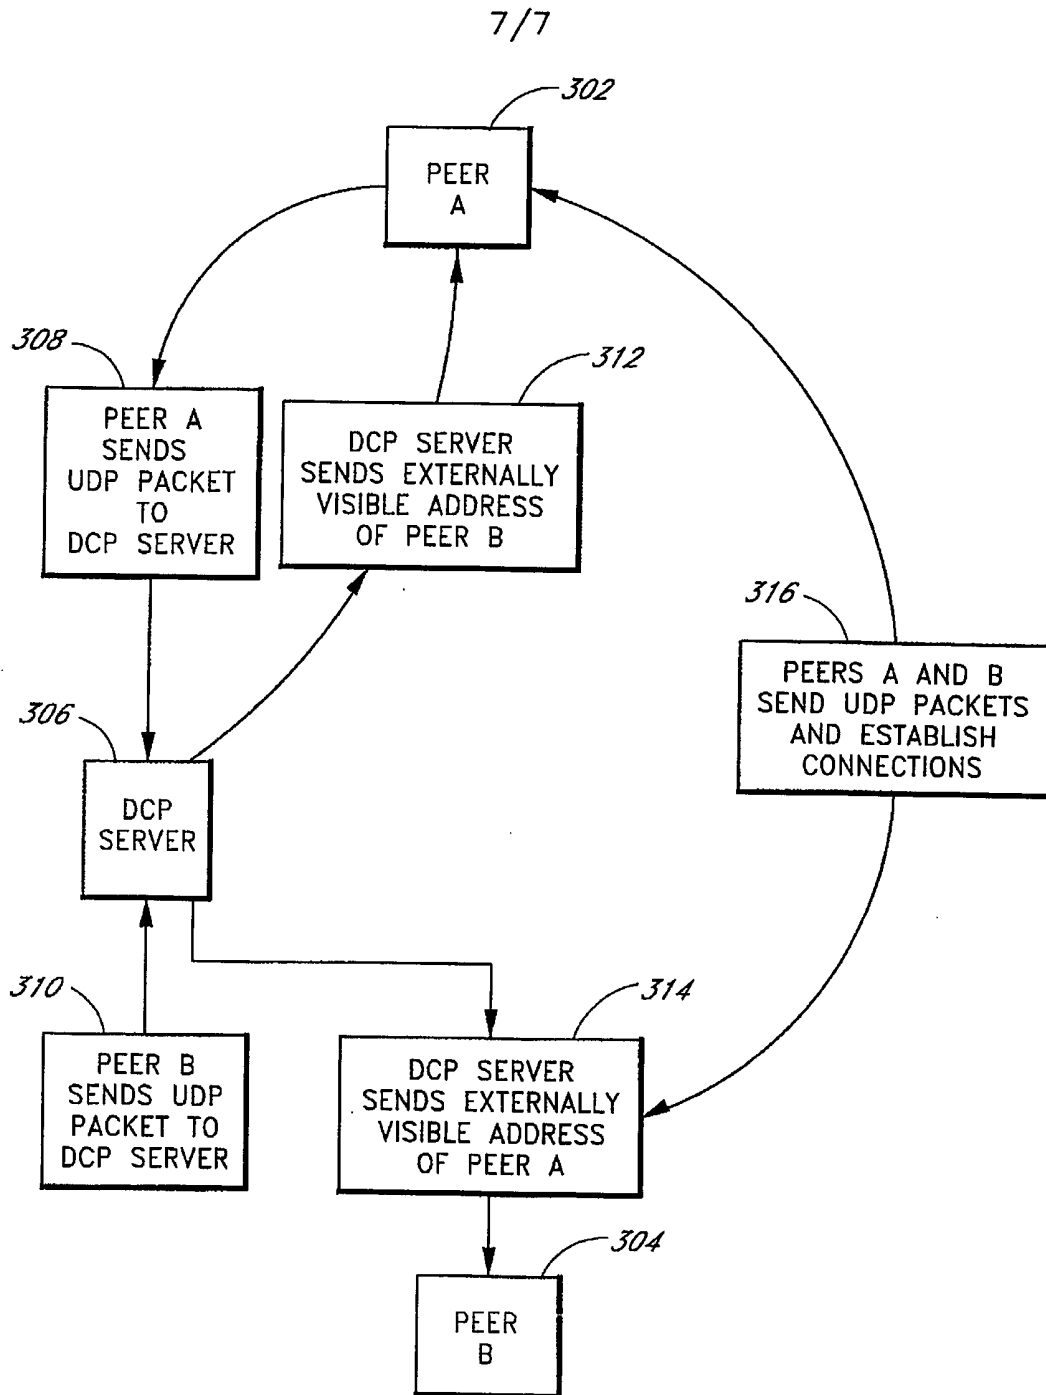 7/7
302
PEER
A
308
PEER A
SENDS
UDP PACKET
TO
DCP SERVER
312
DCP SERVER
SENDS EXTERNALLY
VISIBLE ADDRESS
OF PEER B
316
PEERS A AND B
SEND UDP PACKETS
AND ESTABLISH
CONNECTIONS
306
DCP
SERVER
310
PEER B
SENDS UDP
PACKET TO
DCP SERVER
314
DCP SERVER
SENDS EXTERNALLY
VISIBLE ADDRESS
OF PEER A
304
PEER
B